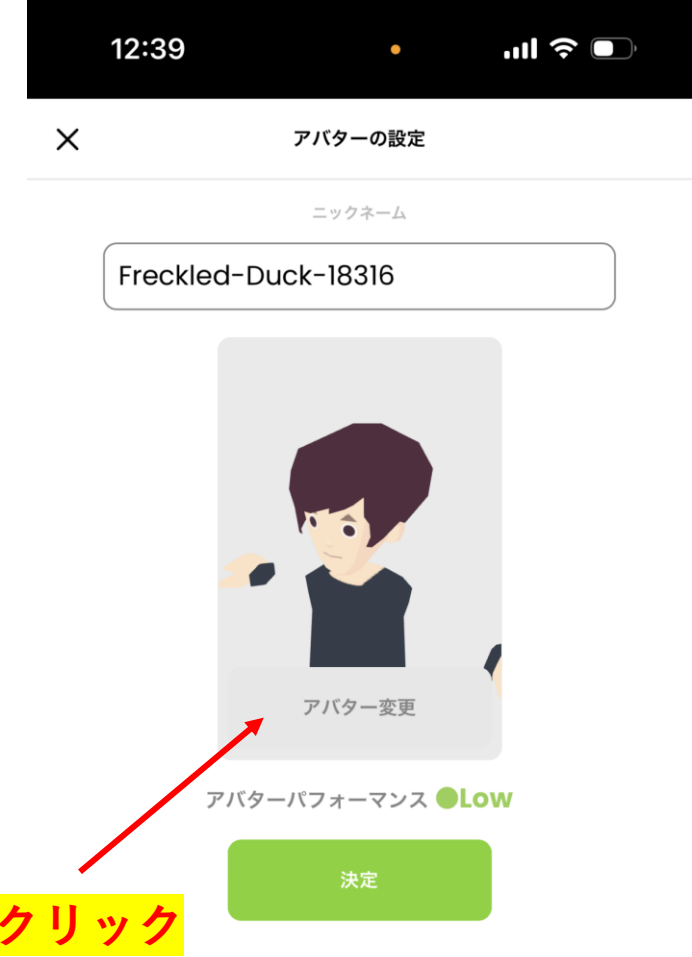 12:39
アバターの設定
ニックネーム
Freckled-Duck-18316
アバター変更
アバターパフォーマンス Low
決定
クリック